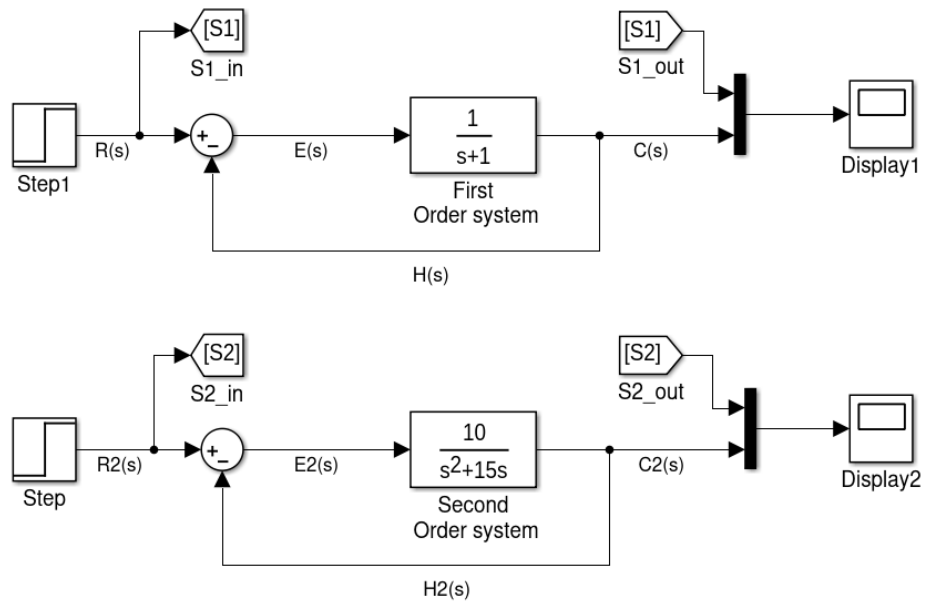 [S1]
S1_in
[S1]
S1_out
+
−
R(s)
E(s)
1
s+1
C(s)
Step1
First
Order system
Display1
H(s)
[S2]
S2_in
[S2]
S2_out
+
−
R2(s)
E2(s)
10
s²+15s
C2(s)
Step
Second
Order system
Display2
H2(s)